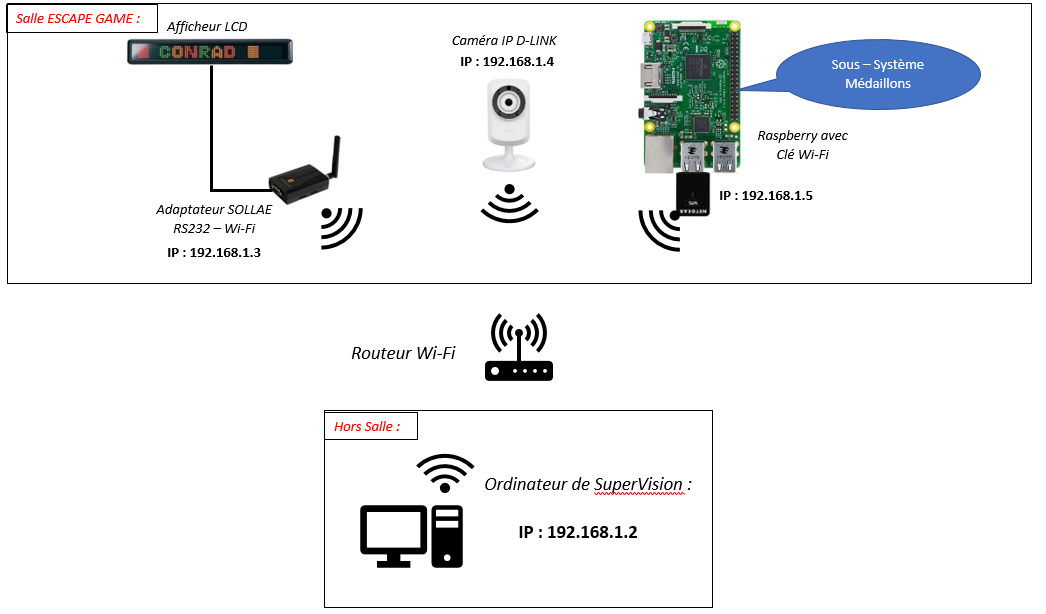 Salle ESCAPE GAME :
Afficheur LCD
CONRAD
Caméra IP D-LINK
IP : 192.168.1.4
Sous – Système
Médaillons
Raspberry avec
Clé Wi-Fi
IP : 192.168.1.5
NETGEAR
Adaptateur SOLLAE
RS232 – Wi-Fi
IP : 192.168.1.3
Routeur Wi-Fi
Hors Salle :
Ordinateur de SuperVision :
IP : 192.168.1.2